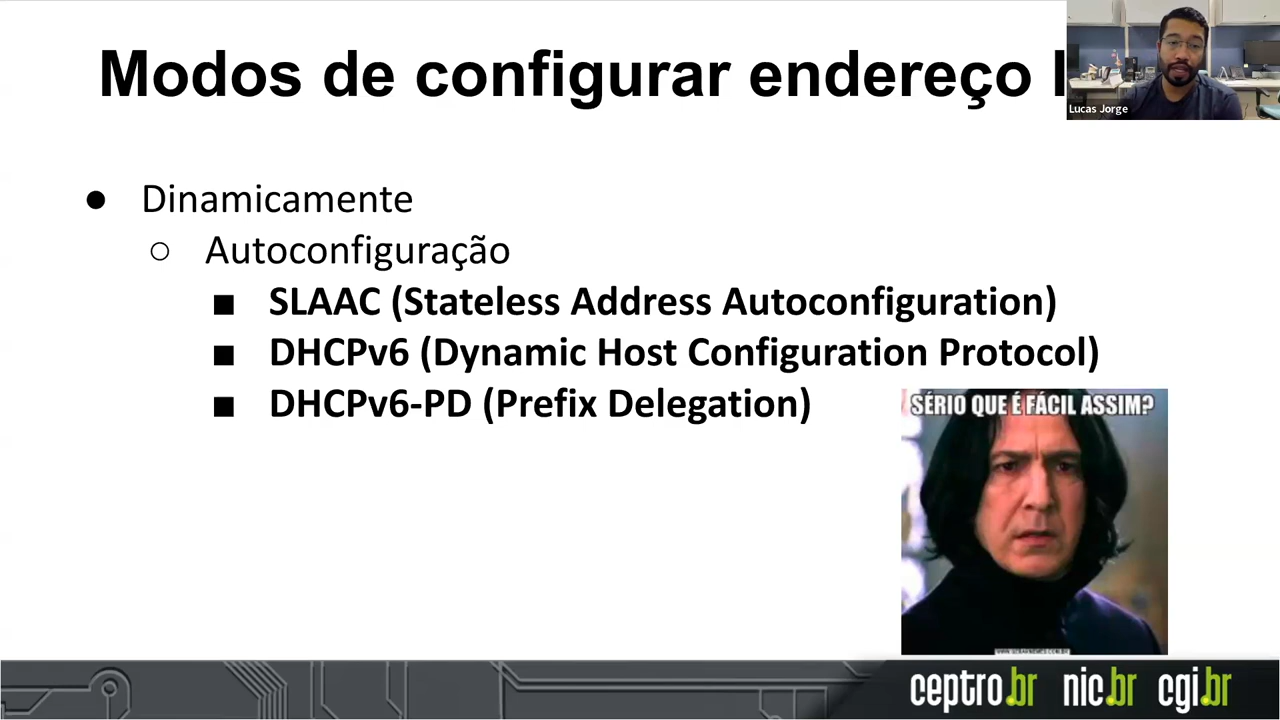 Modos de configurar endereço I
Lucas Jorge
● Dinamicamente
○ Autoconfiguração
■ SLAAC (Stateless Address Autoconfiguration)
■ DHCPv6 (Dynamic Host Configuration Protocol)
■ DHCPv6-PD (Prefix Delegation)
SÉRIO QUE É FÁCIL ASSIM?
ceptro.br nic.br cgi.br